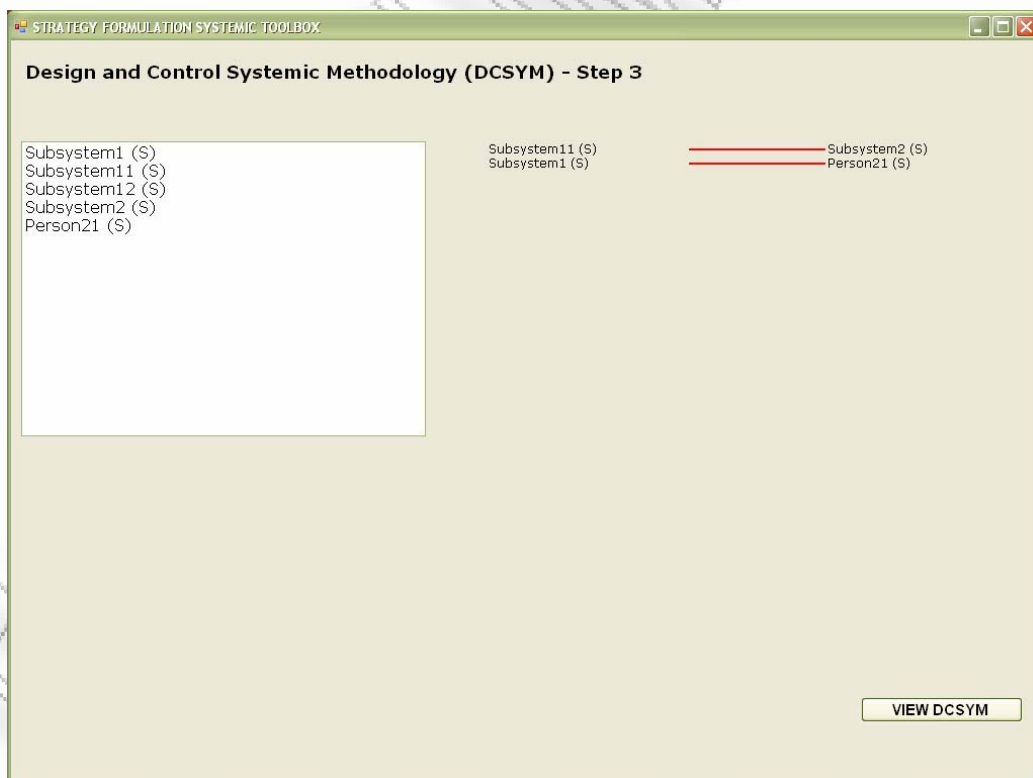 STRATEGY FORMULATION SYSTEMIC TOOLBOX
Design and Control Systemic Methodology (DCSYM) - Step 3
Subsystem1 (S)
Subsystem11 (S)
Subsystem12 (S)
Subsystem2 (S)
Person21 (S)
Subsystem11 (S) Subsystem2 (S)
Subsystem1 (S) Person21 (S)
VIEW DCSYM